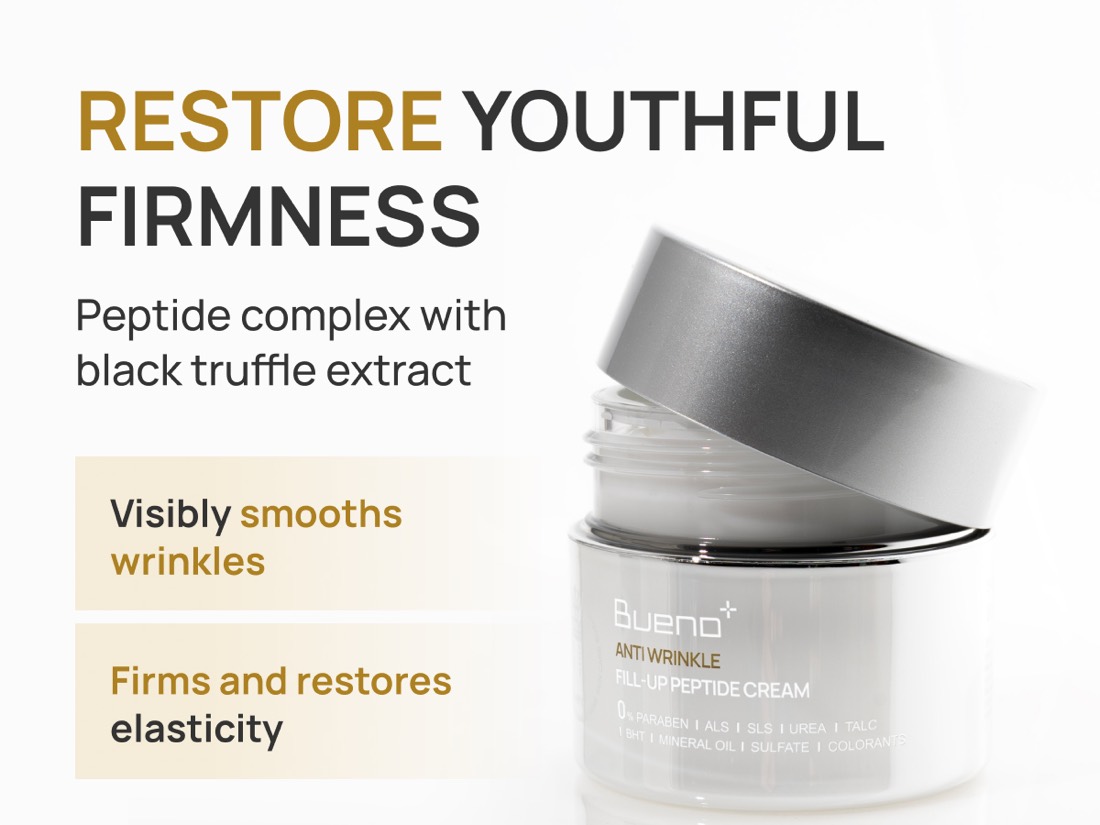 RESTORE YOUTHFUL
FIRMNESS
Peptide complex with
black truffle extract
Visibly smooths
wrinkles
Firms and restores
elasticity
Bueno+
ANTI WRINKLE
FILL-UP PEPTIDE CREAM
0% PARABEN I ALS I SLS I UREA I TALC
I BHT I MINERAL OIL I SULFATE I COLORANTS